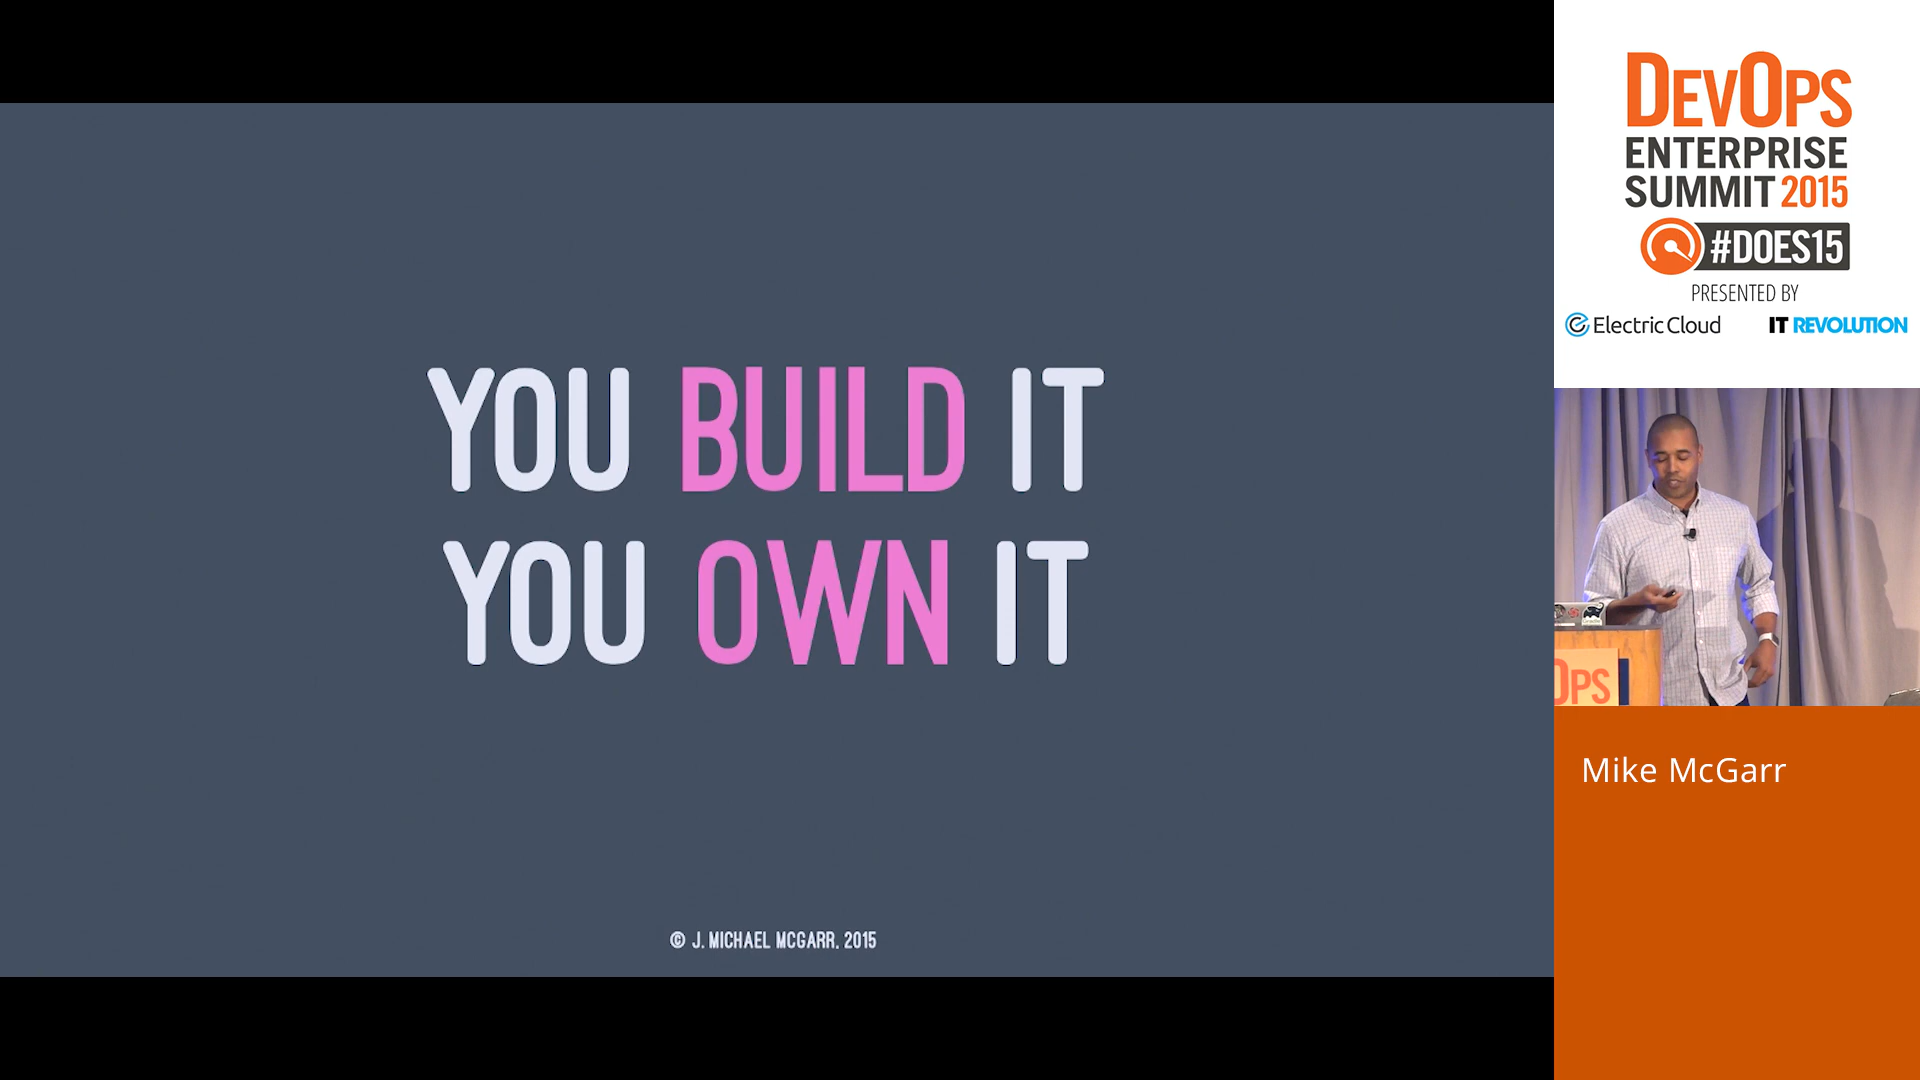 YOU BUILD IT
YOU OWN IT
© J. MICHAEL MCGARR, 2015
DEVOPS
ENTERPRISE
SUMMIT 2015
#DOES15
PRESENTED BY
Electric Cloud
IT REVOLUTION
OPS
Mike McGarr